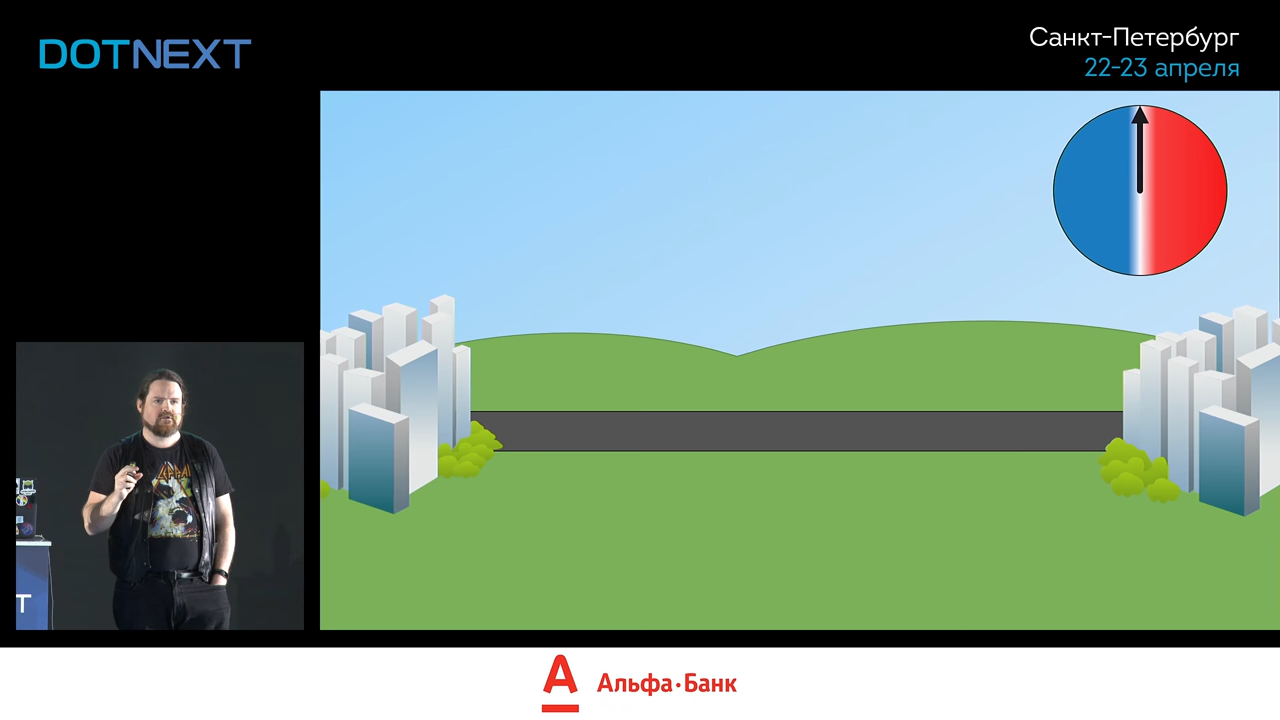 DOTNEXT
Санкт-Петербург
22-23 апреля
T
А
Альфа·Банк